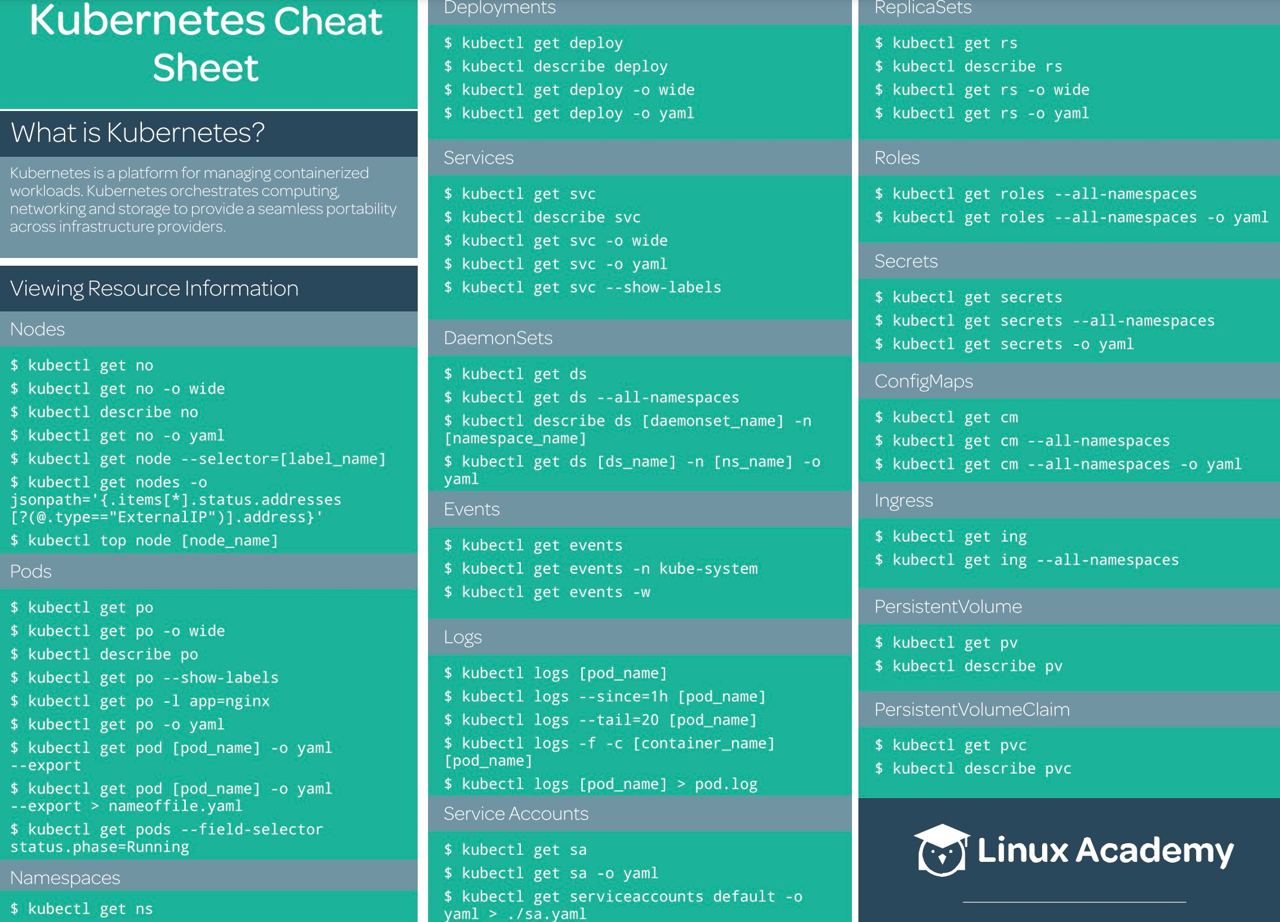 Kubernetes Cheat
Sheet
What is Kubernetes?
Kubernetes is a platform for managing containerized
workloads. Kubernetes orchestrates computing,
networking and storage to provide a seamless portability
across infrastructure providers.
Viewing Resource Information
Nodes
$ kubectl get no
$ kubectl get no -o wide
$ kubectl describe no
$ kubectl get no -o yaml
$ kubectl get node --selector=[label_name]
$ kubectl get nodes -o
jsonpath='{.items[*].status.addresses
[?(@.type=="ExternalIP")].address}'
$ kubectl top node [node_name]
Pods
$ kubectl get po
$ kubectl get po -o wide
$ kubectl describe po
$ kubectl get po --show-labels
$ kubectl get po -l app=nginx
$ kubectl get po -o yaml
$ kubectl get pod [pod_name] -o yaml
--export
$ kubectl get pod [pod_name] -o yaml
--export > nameoffile.yaml
$ kubectl get pods --field-selector
status.phase=Running
Namespaces
$ kubectl get ns
Deployments
$ kubectl get deploy
$ kubectl describe deploy
$ kubectl get deploy -o wide
$ kubectl get deploy -o yaml
Services
$ kubectl get svc
$ kubectl describe svc
$ kubectl get svc -o wide
$ kubectl get svc -o yaml
$ kubectl get svc --show-labels
DaemonSets
$ kubectl get ds
$ kubectl get ds --all-namespaces
$ kubectl describe ds [daemonset_name] -n
[namespace_name]
$ kubectl get ds [ds_name] -n [ns_name] -o
yaml
Events
$ kubectl get events
$ kubectl get events -n kube-system
$ kubectl get events -w
Logs
$ kubectl logs [pod_name]
$ kubectl logs --since=1h [pod_name]
$ kubectl logs --tail=20 [pod_name]
$ kubectl logs -f -c [container_name]
[pod_name]
$ kubectl logs [pod_name] > pod.log
Service Accounts
$ kubectl get sa
$ kubectl get sa -o yaml
$ kubectl get serviceaccounts default -o
yaml > ./sa.yaml
ReplicaSets
$ kubectl get rs
$ kubectl describe rs
$ kubectl get rs -o wide
$ kubectl get rs -o yaml
Roles
$ kubectl get roles --all-namespaces
$ kubectl get roles --all-namespaces -o yaml
Secrets
$ kubectl get secrets
$ kubectl get secrets --all-namespaces
$ kubectl get secrets -o yaml
ConfigMaps
$ kubectl get cm
$ kubectl get cm --all-namespaces
$ kubectl get cm --all-namespaces -o yaml
Ingress
$ kubectl get ing
$ kubectl get ing --all-namespaces
PersistentVolume
$ kubectl get pv
$ kubectl describe pv
PersistentVolumeClaim
$ kubectl get pvc
$ kubectl describe pvc
Linux Academy